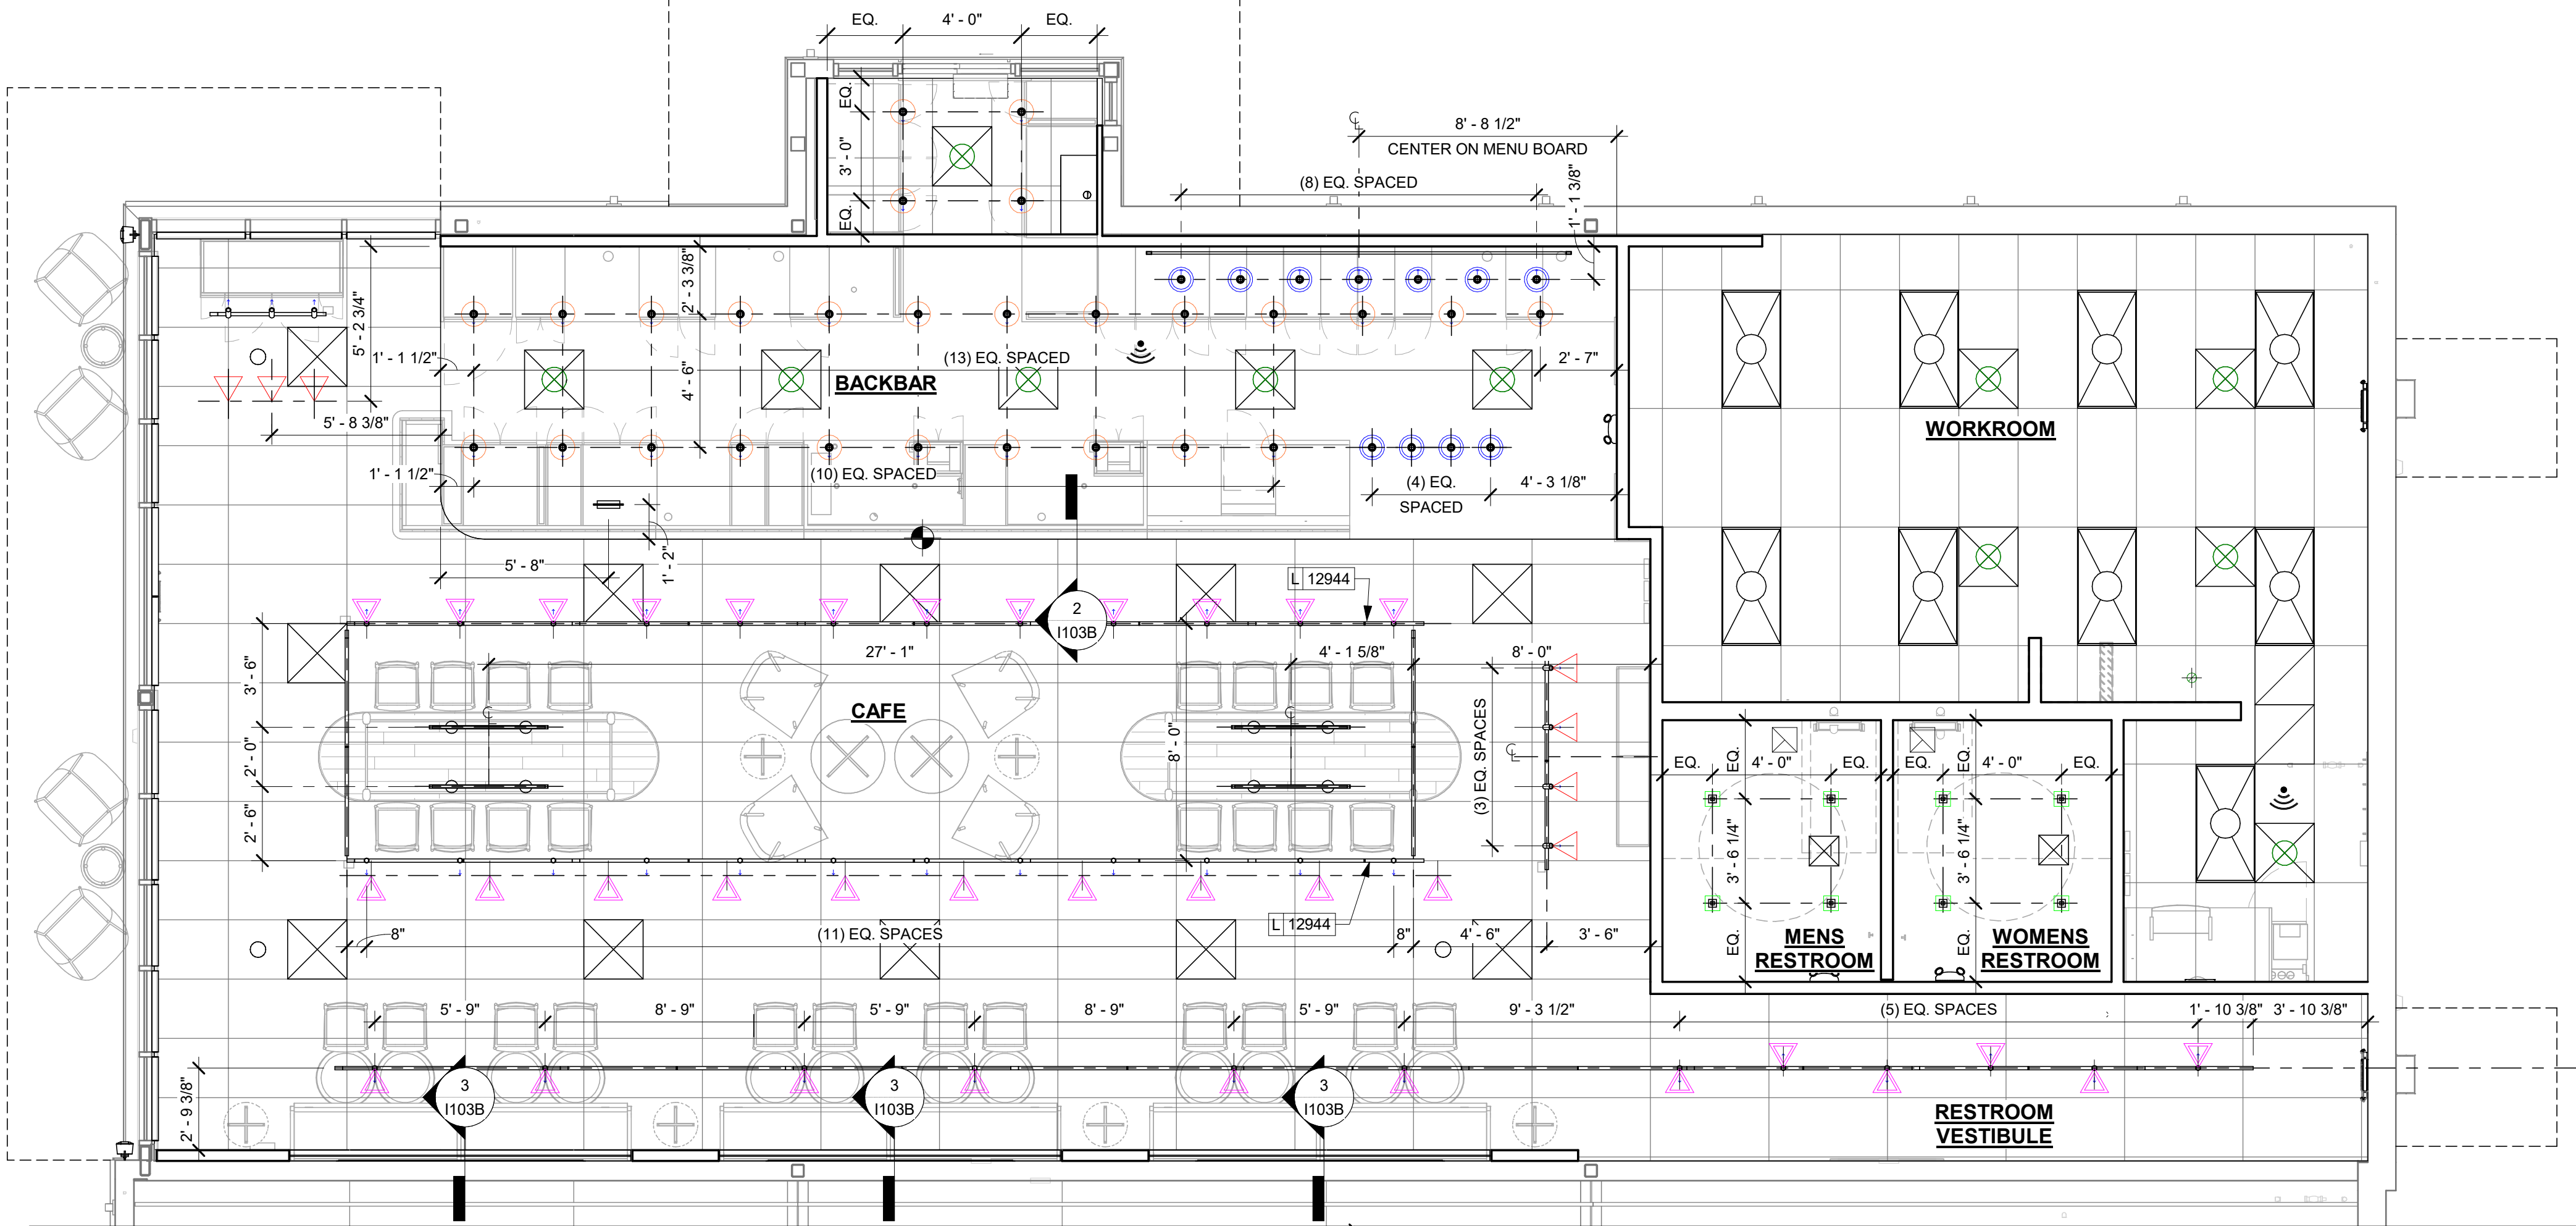 EQ.
4' - 0"
EQ.
EQ.
3' - 0"
EQ.
℄
8' - 8 1/2"
CENTER ON MENU BOARD
(8) EQ. SPACED
1' - 1 3/8"
5' - 2 3/4"
2' - 3 3/8"
1' - 1 1/2"
(13) EQ. SPACED
2' - 7"
BACKBAR
4' - 6"
5' - 8 3/8"
WORKROOM
1' - 1 1/2"
(10) EQ. SPACED
(4) EQ.
SPACED
4' - 3 1/8"
1' - 2"
5' - 8"
L 12944
2
I103B
3' - 6"
27' - 1"
4' - 1 5/8"
8' - 0"
℄
CAFE
℄
8' - 0"
(3) EQ. SPACES
℄
2' - 0"
2' - 6"
EQ.
EQ.
4' - 0"
EQ.
EQ.
EQ.
4' - 0"
EQ.
3' - 6 1/4"
3' - 6 1/4"
L 12944
8"
(11) EQ. SPACES
8"
4' - 6"
3' - 6"
EQ.
MENS
RESTROOM
EQ.
WOMENS
RESTROOM
5' - 9"
8' - 9"
5' - 9"
8' - 9"
5' - 9"
9' - 3 1/2"
(5) EQ. SPACES
1' - 10 3/8"
3' - 10 3/8"
2' - 9 3/8"
3
I103B
3
I103B
3
I103B
RESTROOM
VESTIBULE